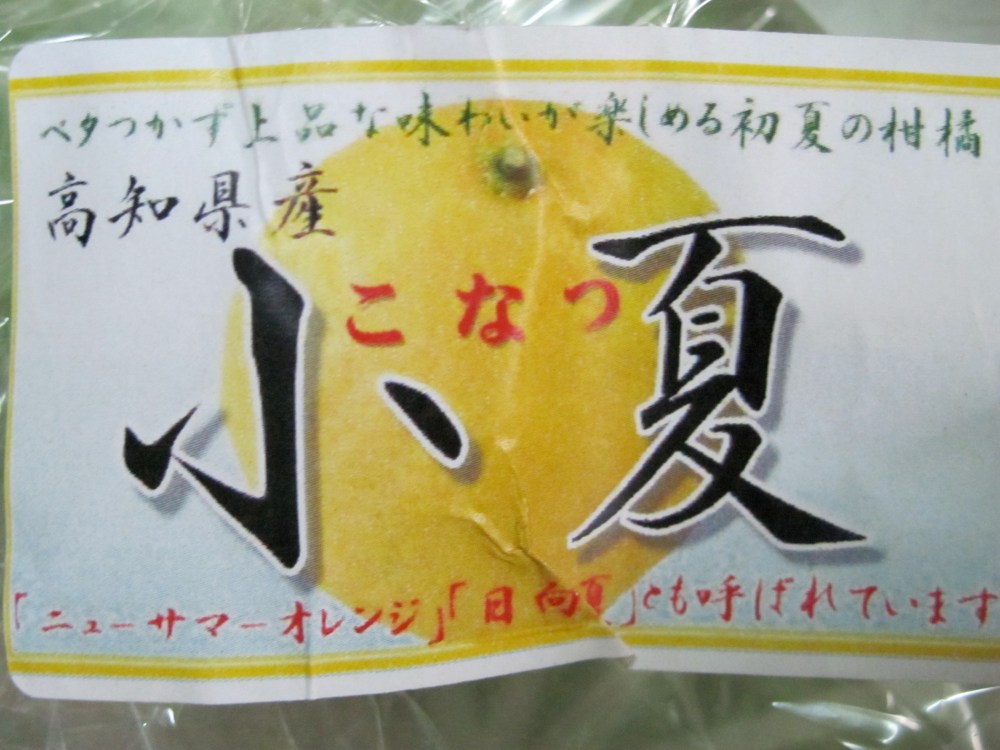 ベタつかず上品な味わいが楽しめる初夏の柑橘
高知県産
こなつ
小夏
「ニューサマーオレンジ」「日向夏」とも呼ばれています